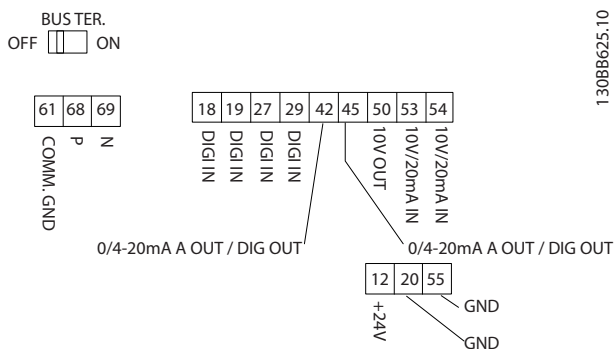 BUS TER.
OFF ON
130BB625.10
61 68 69
COMM. GND
P
N
18 19 27 29 42 45 50 53 54
DIGI IN
DIGI IN
DIGI IN
DIGI IN
10V OUT
10V/20mA IN
10V/20mA IN
0/4-20mA A OUT / DIG OUT
0/4-20mA A OUT / DIG OUT
12 20 55
+24V
GND
GND